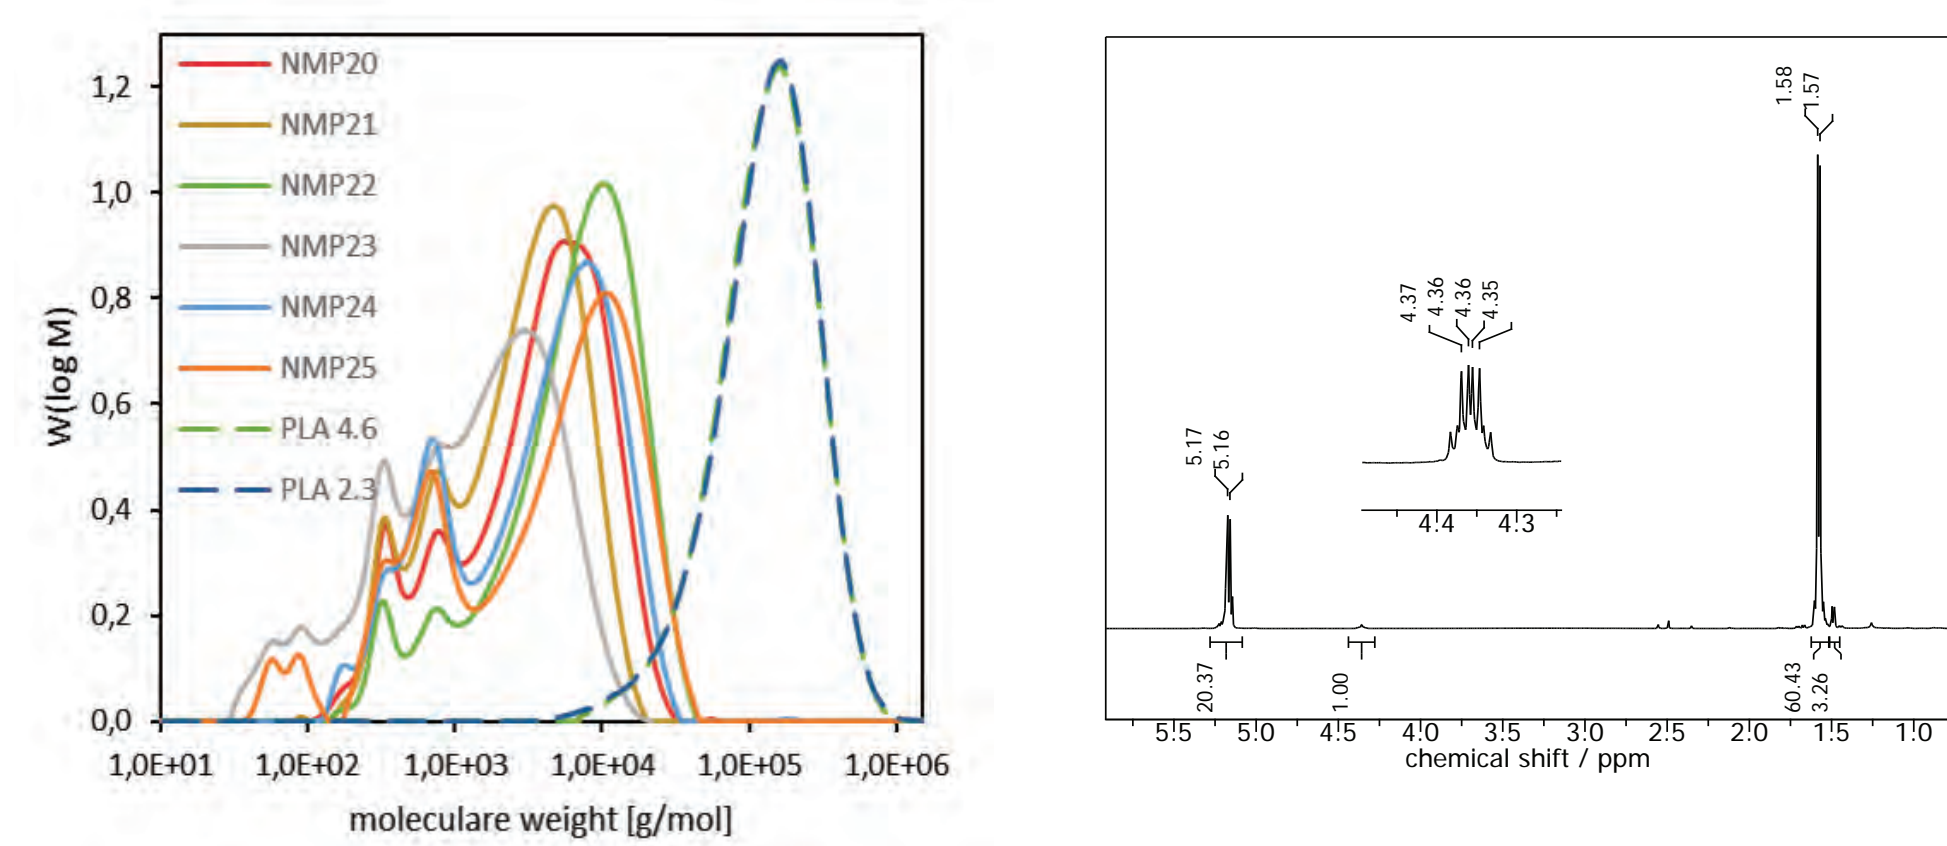 W(log M)
1,2
1,0
0,8
0,6
0,4
0,2
0,0
NMP20
NMP21
NMP22
NMP23
NMP24
NMP25
PLA 4.6
PLA 2.3
1,0E+01 1,0E+02 1,0E+03 1,0E+04 1,0E+05 1,0E+06
moleculare weight [g/mol]
1.58
1.57
4.37
4.36
4.36
4.35
5.17
5.16
4.4 4.3
20.37
1.00
60.43
3.26
5.5 5.0 4.5 4.0 3.5 3.0 2.5 2.0 1.5 1.0
chemical shift / ppm